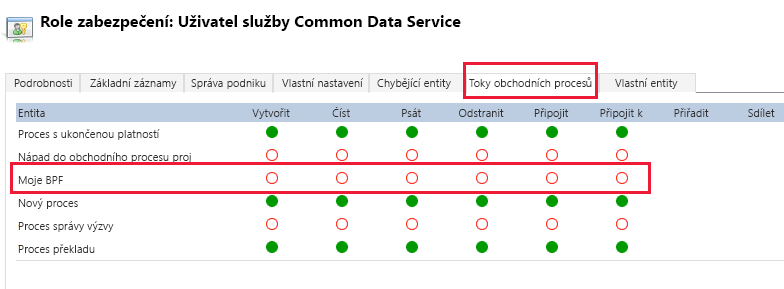 Role zabezpečení: Uživatel služby Common Data Service
Podrobnosti Základní záznamy Správa podniku Vlastní nastavení Chybějící entity Toky obchodních procesů Vlastní entity
Entita Vytvořit Číst Psát Odstranit Připojit Připojit k Přiřadit Sdílet
Proces s ukončenou platností
Nápad do obchodního procesu proj
Moje BPF
Nový proces
Proces správy výzvy
Proces překladu